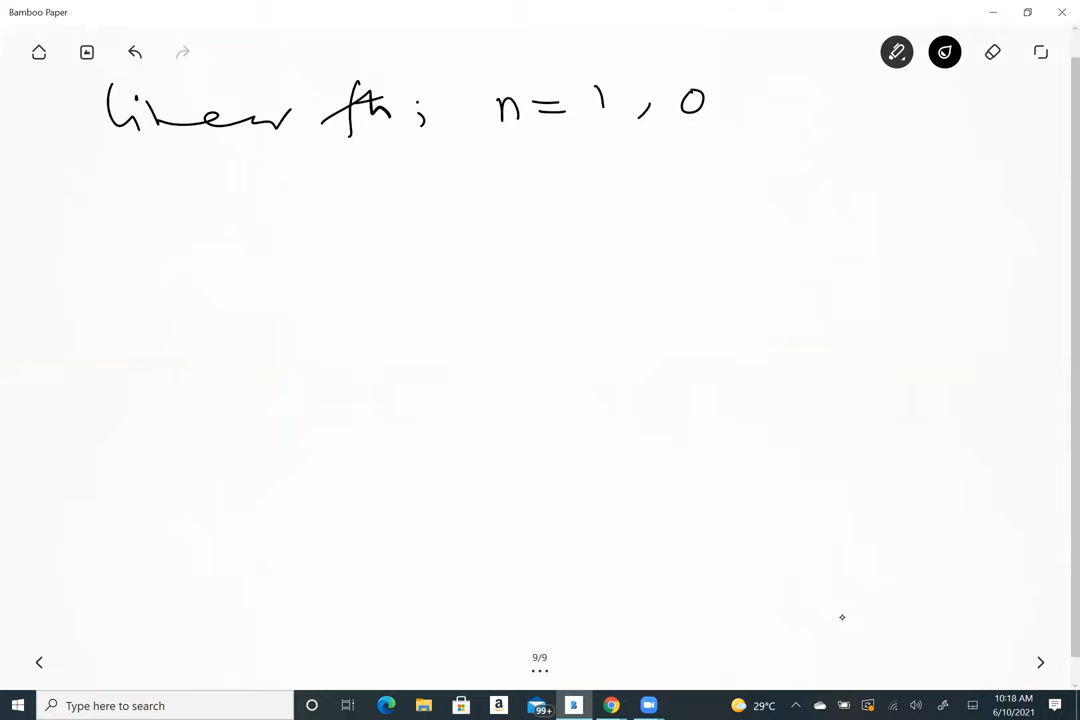 Bamboo Paper
linear fn; n = 1, 0
9/9
Type here to search
99+
29°C
10:18 AM
6/10/2021